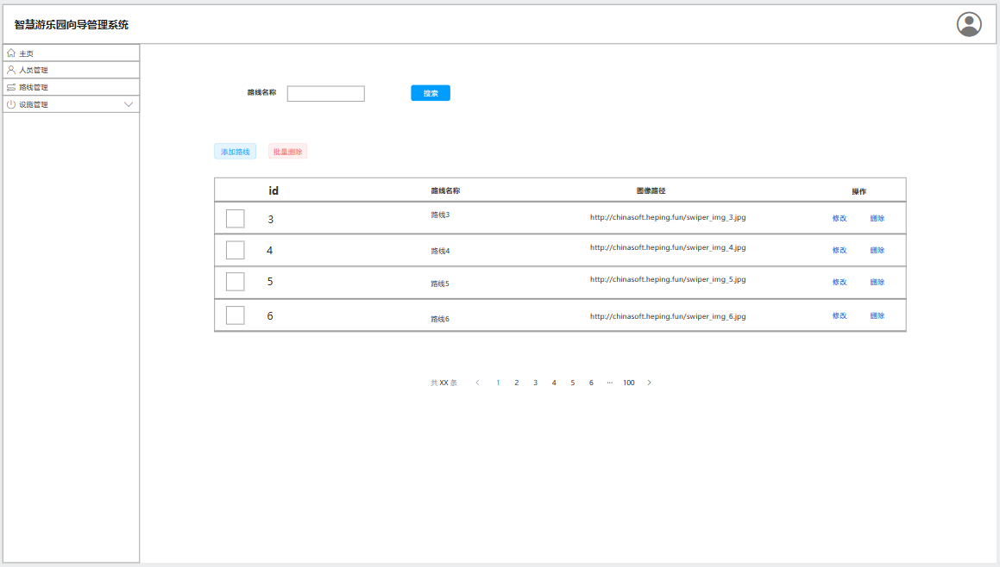 智慧游乐园向导管理系统
主页
人员管理
路线管理
设施管理
路线名称
搜索
添加路线 批量删除
id 路线名称 图像路径 操作
3 路线3 http://chinasoft.heping.fun/swiper_img_3.jpg 修改 删除
4 路线4 http://chinasoft.heping.fun/swiper_img_4.jpg 修改 删除
5 路线5 http://chinasoft.heping.fun/swiper_img_5.jpg 修改 删除
6 路线6 http://chinasoft.heping.fun/swiper_img_6.jpg 修改 删除
共 XX 条 < 1 2 3 4 5 6 ··· 100 >